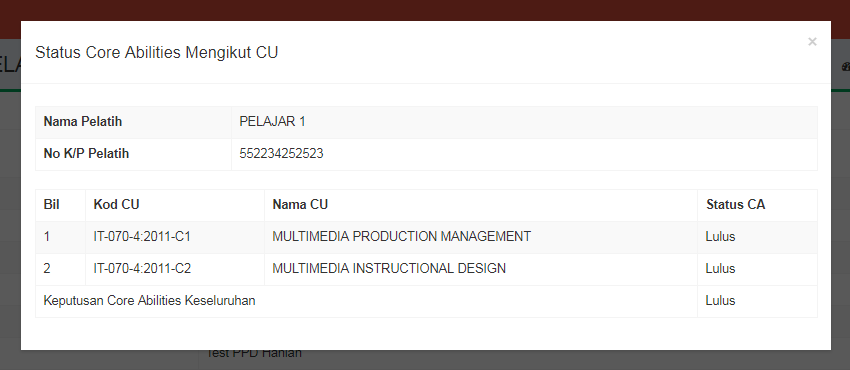 ELA
Status Core Abilities Mengikut CU ×
Nama Pelatih PELAJAR 1
No K/P Pelatih 552234252523
Bil Kod CU Nama CU Status CA
1 IT-070-4:2011-C1 MULTIMEDIA PRODUCTION MANAGEMENT Lulus
2 IT-070-4:2011-C2 MULTIMEDIA INSTRUCTIONAL DESIGN Lulus
Keputusan Core Abilities Keseluruhan Lulus
Test PPD Hanian